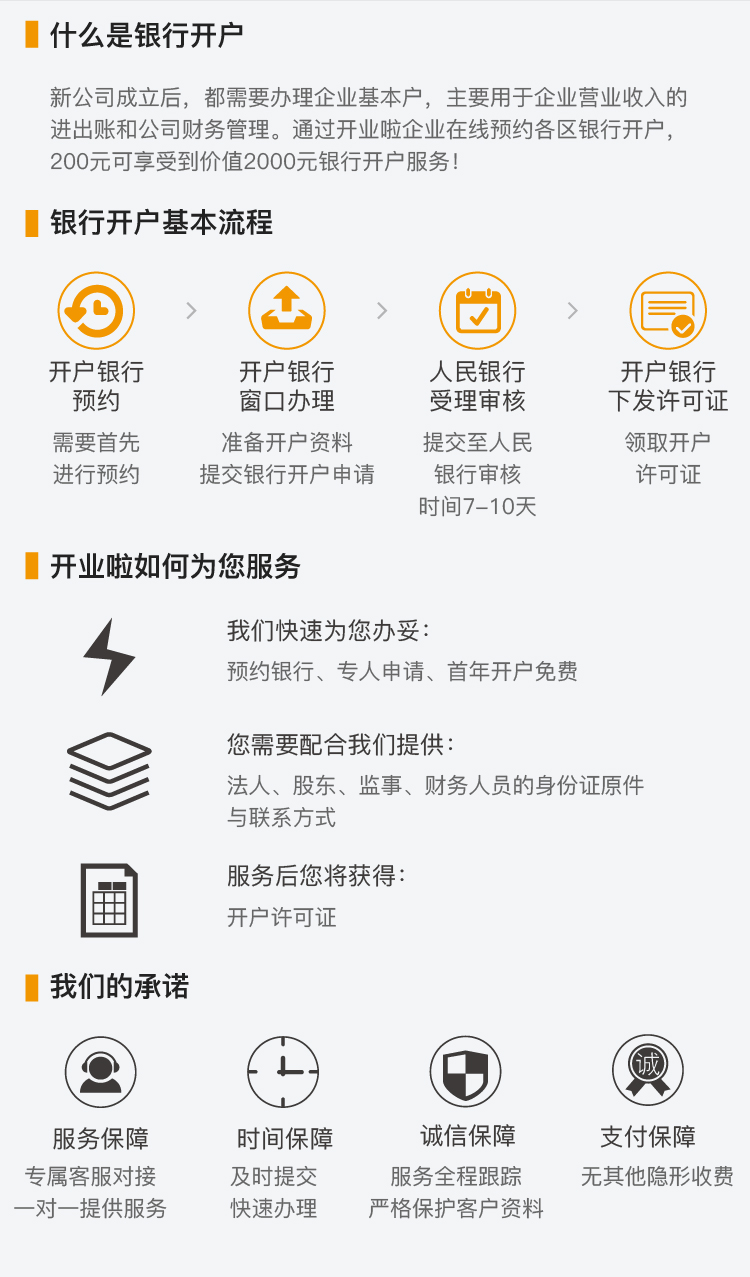 什么是银行开户
新公司成立后，都需要办理企业基本户，主要用于企业营业收入的
进出账和公司财务管理。通过开业啦企业在线预约各区银行开户，
200元可享受到价值2000元银行开户服务！
银行开户基本流程
开户银行
预约
需要首先
进行预约
开户银行
窗口办理
准备开户资料
提交银行开户申请
人民银行
受理审核
提交至人民
银行审核
时间7-10天
开户银行
下发许可证
领取开户
许可证
开业啦如何为您服务
我们快速为您办妥：
预约银行、专人申请、首年开户免费
您需要配合我们提供：
法人、股东、监事、财务人员的身份证原件
与联系方式
服务后您将获得：
开户许可证
我们的承诺
服务保障
专属客服对接
一对一提供服务
时间保障
及时提交
快速办理
诚信保障
服务全程跟踪
严格保护客户资料
诚
支付保障
无其他隐形收费